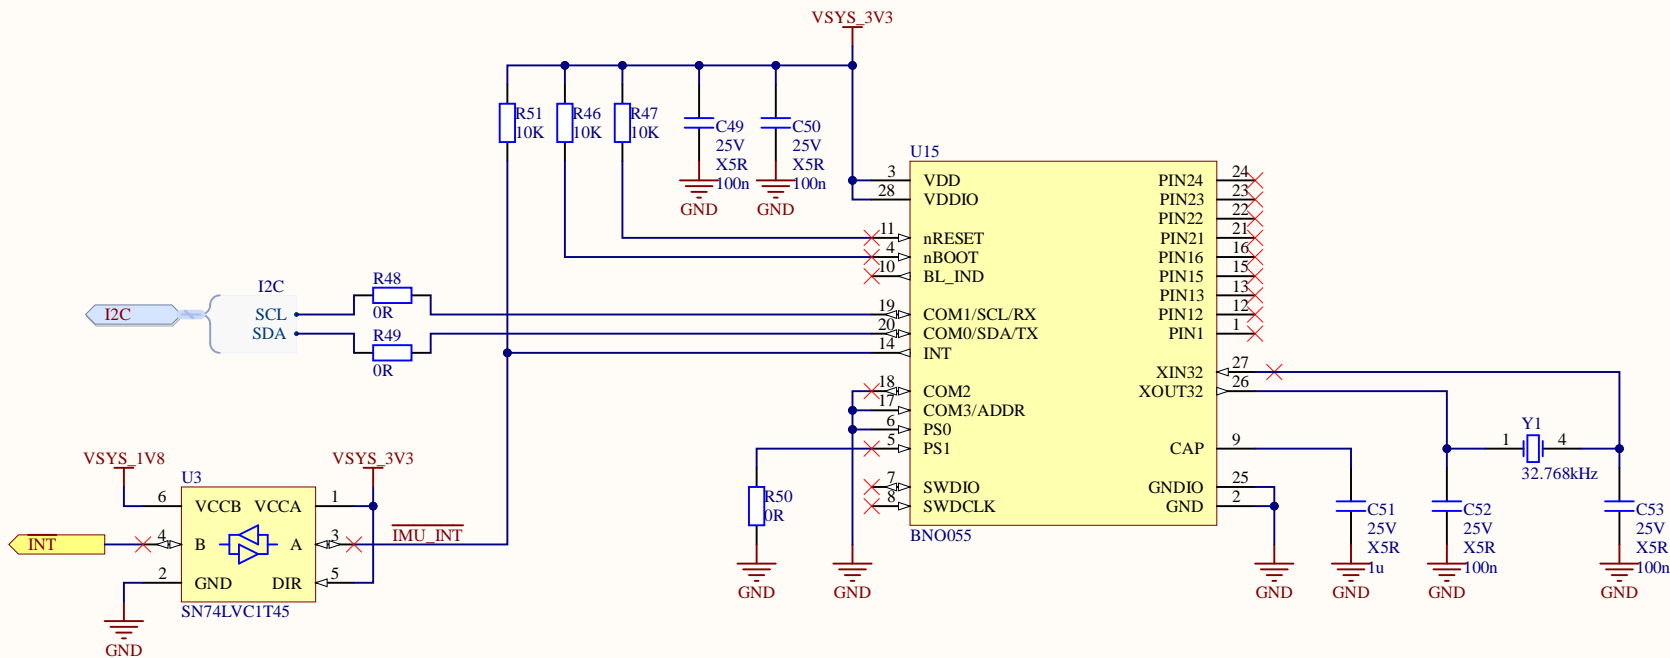 VSYS_3V3
R51
10K
R46
10K
R47
10K
C49
25V
X5R
100n
GND
C50
25V
X5R
100n
GND
U15
3 VDD
28 VDDIO
11 nRESET
4 nBOOT
10 BL_IND
19 COM1/SCL/RX
20 COM0/SDA/TX
14 INT
18 COM2
17 COM3/ADDR
6 PS0
5 PS1
7 SWDIO
8 SWDCLK
PIN24 24
PIN23 23
PIN22 22
PIN21 21
PIN16 16
PIN15 15
PIN13 13
PIN12 12
PIN1 1
XIN32 27
XOUT32 26
CAP 9
GNDIO 25
GND 2
BNO055
I2C
I2C
SCL
SDA
R48
0R
R49
0R
VSYS_1V8
VSYS_3V3
U3
6 VCCB VCCA 1
INT
4 B A 3
IMU_INT
2 GND DIR 5
SN74LVC1T45
GND
R50
0R
GND
GND
GND
C51
25V
X5R
1u
GND
C52
25V
X5R
100n
GND
Y1
1 4
32.768kHz
C53
25V
X5R
100n
GND